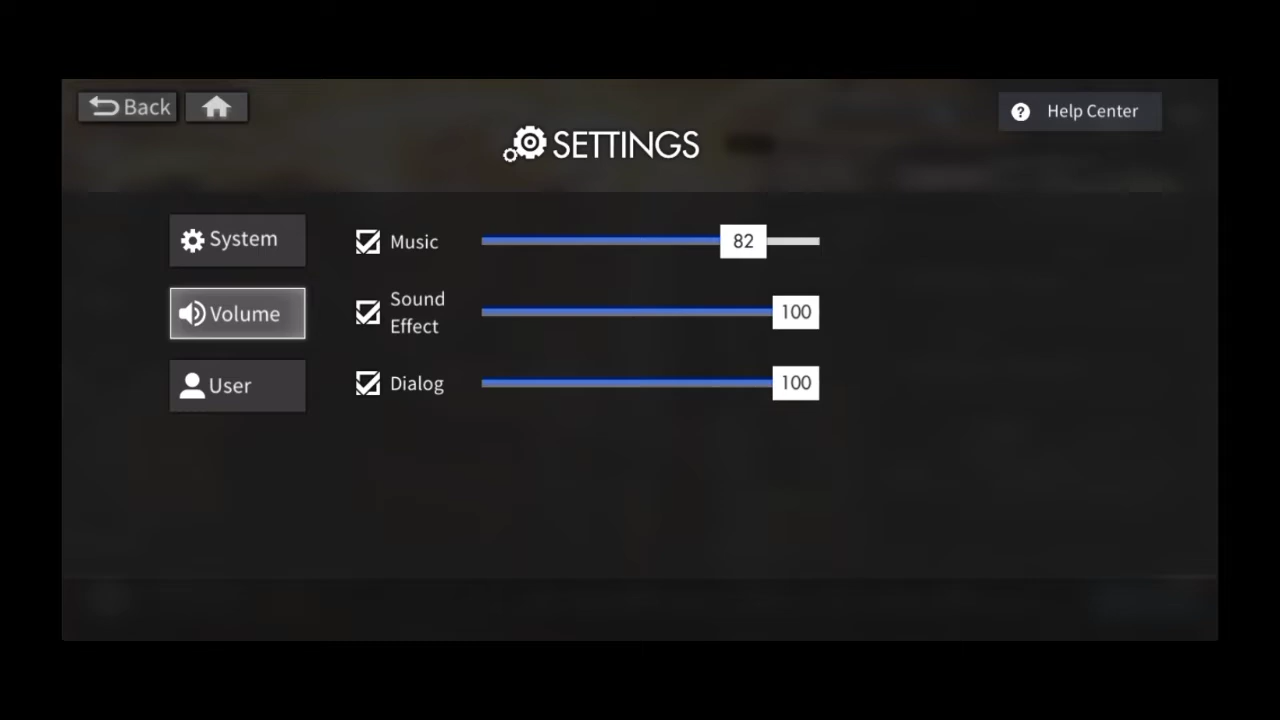 Back
Help Center
SETTINGS
System
Music
82
Volume
Sound
Effect
100
User
Dialog
100